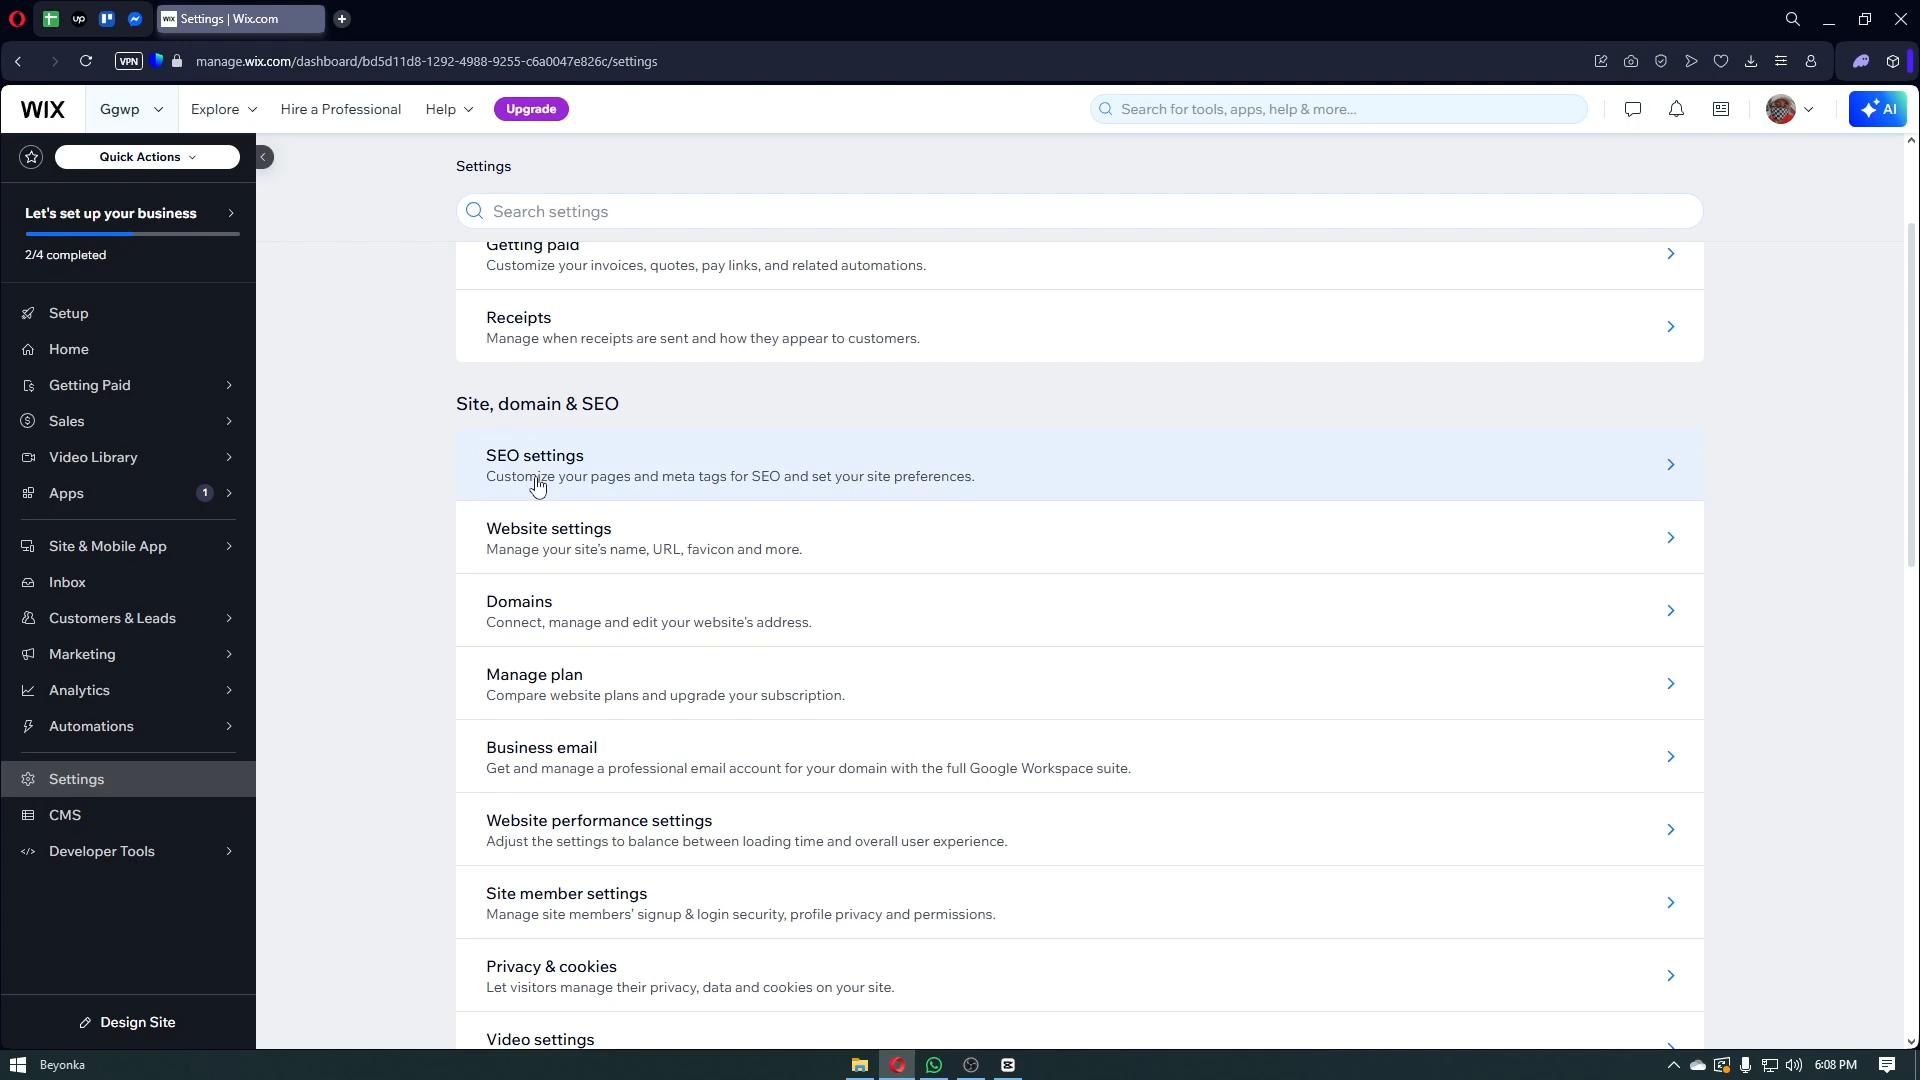 up
WIX Settings | Wix.com
VPN
manage.wix.com/dashboard/bd5d11d8-1292-4988-9255-c6a0047e826c/settings
WIX
Ggwp
Explore
Hire a Professional
Help
Upgrade
Search for tools, apps, help & more...
AI
Quick Actions
Let's set up your business
2/4 completed
Setup
Home
Getting Paid
Sales
Video Library
Apps
1
Site & Mobile App
Inbox
Customers & Leads
Marketing
Analytics
Automations
Settings
CMS
Developer Tools
Design Site
Settings
Search settings
Getting paid
Customize your invoices, quotes, pay links, and related automations.
Receipts
Manage when receipts are sent and how they appear to customers.
Site, domain & SEO
SEO settings
Customize your pages and meta tags for SEO and set your site preferences.
Website settings
Manage your site's name, URL, favicon and more.
Domains
Connect, manage and edit your website's address.
Manage plan
Compare website plans and upgrade your subscription.
Business email
Get and manage a professional email account for your domain with the full Google Workspace suite.
Website performance settings
Adjust the settings to balance between loading time and overall user experience.
Site member settings
Manage site members' signup & login security, profile privacy and permissions.
Privacy & cookies
Let visitors manage their privacy, data and cookies on your site.
Video settings
Beyonka
6:08 PM